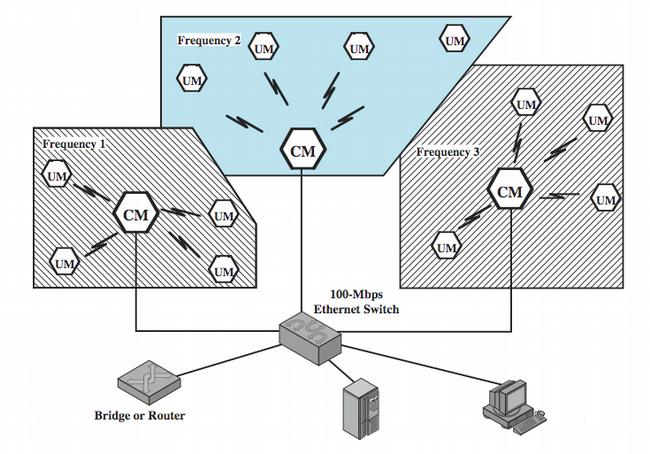 Frequency 2
UM
UM
UM
UM
CM
Frequency 1
UM
CM
UM
UM
UM
Frequency 3
UM
UM
CM
UM
UM
100-Mbps
Ethernet Switch
Bridge or Router